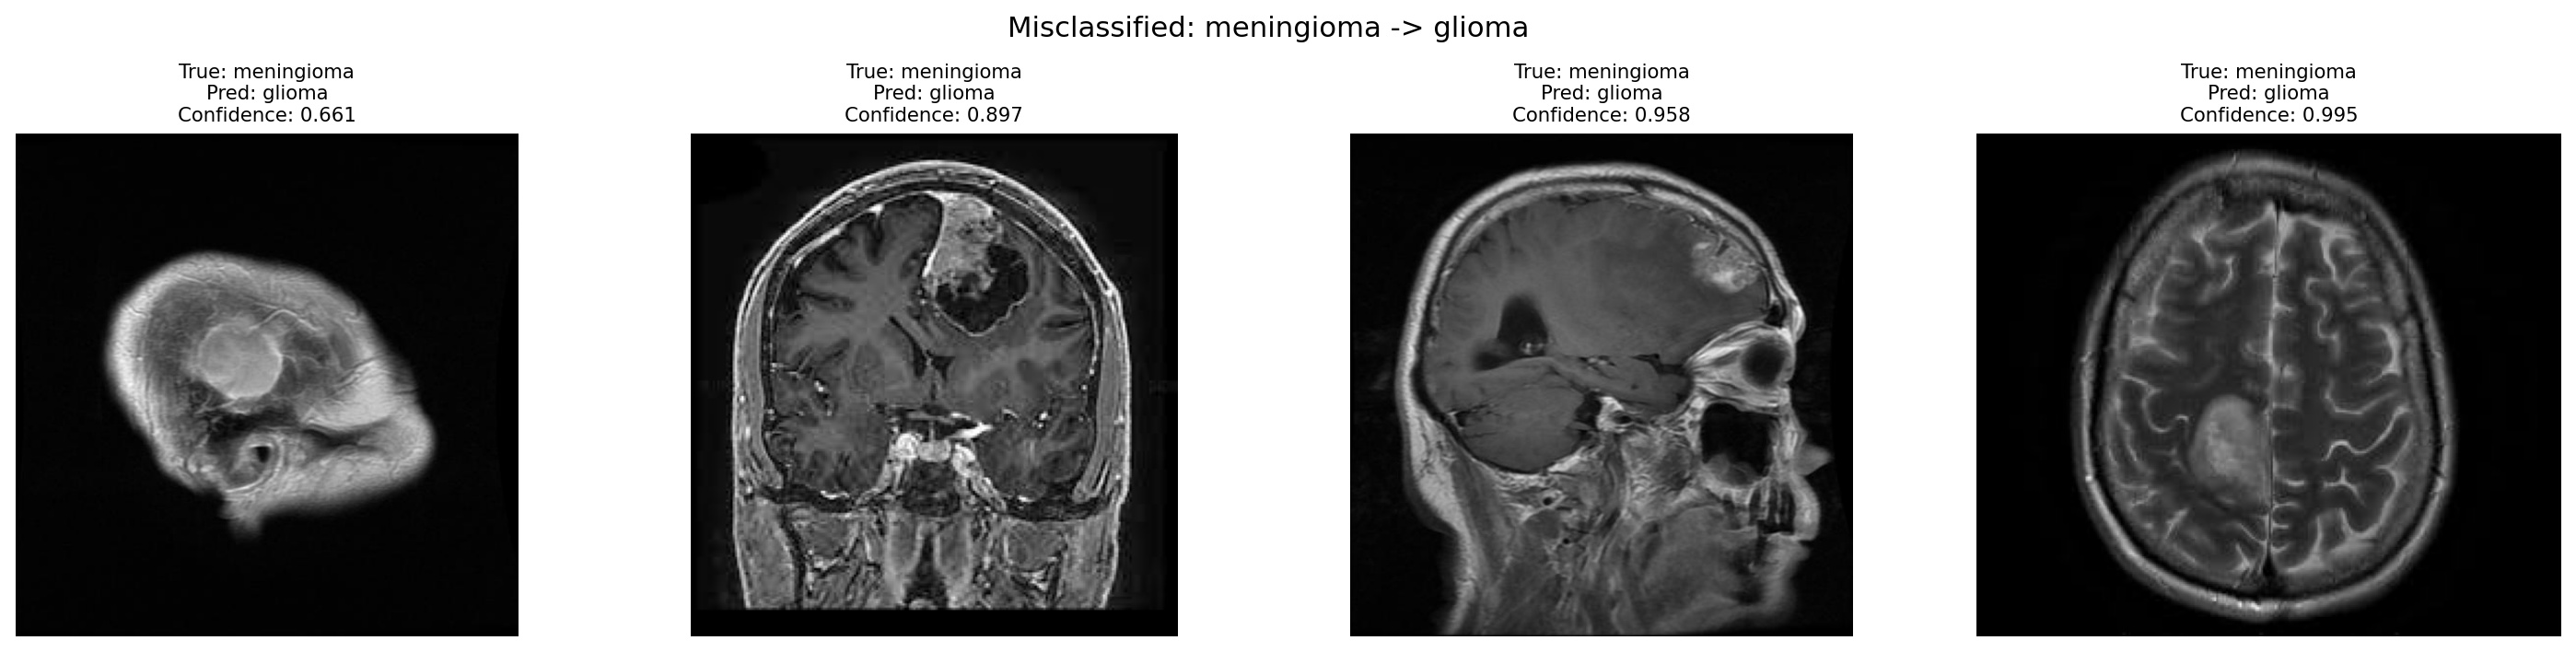 Misclassified: meningioma -> glioma
True: meningioma
Pred: glioma
Confidence: 0.661
True: meningioma
Pred: glioma
Confidence: 0.897
True: meningioma
Pred: glioma
Confidence: 0.958
True: meningioma
Pred: glioma
Confidence: 0.995